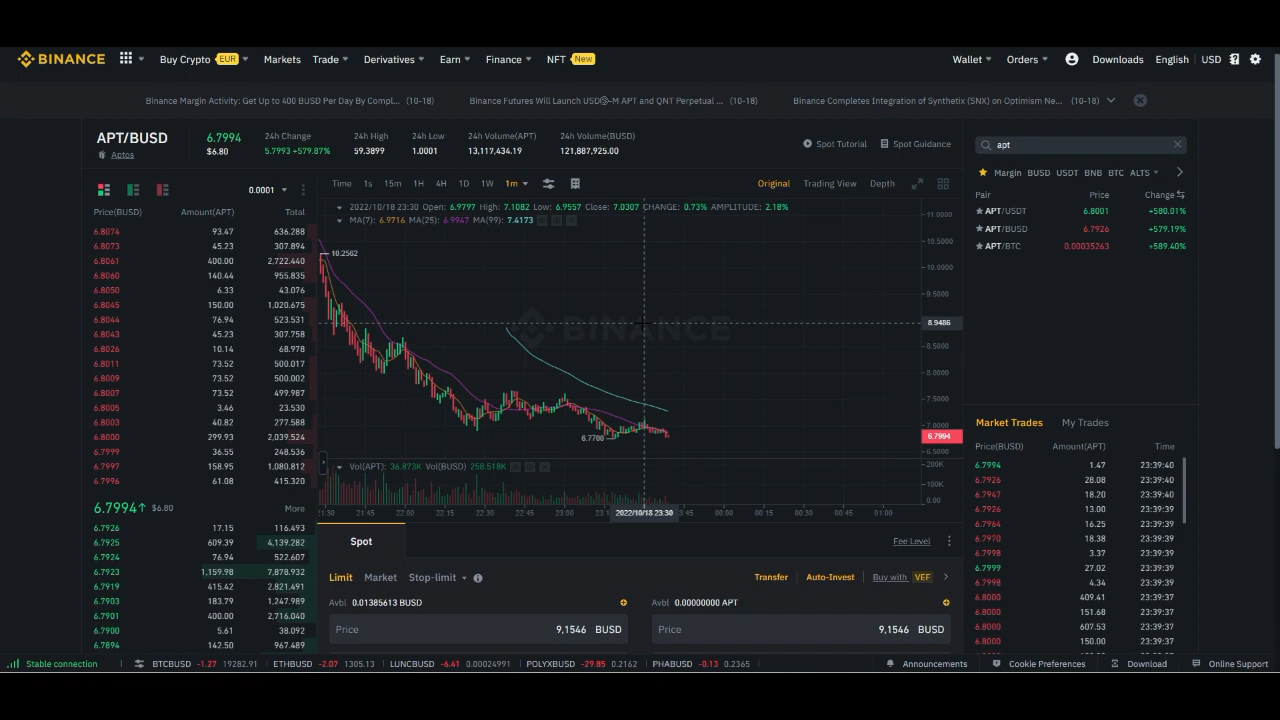 BINANCE Buy Crypto EUR Markets Trade Derivatives Earn Finance NFT New Wallet Orders Downloads English USD
Binance Margin Activity: Get Up to 400 BUSD Per Day By Compl... (10-18) Binance Futures Will Launch USDⓈ-M APT and QNT Perpetual ... (10-18) Binance Completes Integration of Synthetix (SNX) on Optimism Ne... (10-18)
APT/BUSD
Aptos
6.7994
$6.80
24h Change
5.7993 +579.87%
24h High
59.3899
24h Low
1.0001
24h Volume(APT)
13,117,434.19
24h Volume(BUSD)
121,887,925.00
Spot Tutorial Spot Guidance
0.0001
Price(BUSD) Amount(APT) Total
6.8074 93.47 636.288
6.8073 45.23 307.894
6.8061 400.00 2,722.440
6.8060 140.44 955.835
6.8050 6.33 43.076
6.8045 150.00 1,020.675
6.8044 76.94 523.531
6.8043 45.23 307.758
6.8026 10.14 68.978
6.8011 73.52 500.017
6.8008 73.52 500.002
6.8007 73.52 499.987
6.8005 3.46 23.530
6.8003 40.82 277.588
6.8000 299.93 2,039.524
6.7999 36.55 248.536
6.7997 158.95 1,080.812
6.7996 61.08 415.320
6.7994↑ $6.80 More
6.7926 17.15 116.493
6.7925 609.39 4,139.282
6.7924 76.94 522.607
6.7923 1,159.98 7,878.932
6.7919 415.42 2,821.491
6.7903 183.79 1,247.989
6.7901 400.00 2,716.040
6.7900 5.61 38.092
6.7894 142.50 967.489
Time 1s 15m 1H 4H 1D 1W 1m Original Trading View Depth
2022/10/18 23:30 Open: 6.9797 High: 7.1082 Low: 6.9557 Close: 7.0307 CHANGE: 0.73% AMPLITUDE: 2.18%
MA(7): 6.9716 MA(25): 6.9947 MA(99): 7.4173
10.2562
BINANCE
6.7700
11.0000
10.5000
10.0000
9.5000
8.9486
8.5000
8.0000
7.5000
7.0000
6.7994
6.5000
Vol(APT): 36.873K Vol(BUSD) 258.518K
200K
100K
0.00
21:30 21:45 22:00 22:15 22:30 22:45 23:00 2022/10/18 23:30 00:00 00:15 00:30 00:45 01:00
Spot Fee Level
Limit Market Stop-limit Transfer Auto-Invest Buy with VEF
Avbl 0.01385613 BUSD Avbl 0.00000000 APT
Price 9,1546 BUSD Price 9,1546 BUSD
apt
Margin BUSD USDT BNB BTC ALTS
Pair Price Change
APT/USDT 6.8001 +580.01%
APT/BUSD 6.7926 +579.19%
APT/BTC 0.00035263 +589.40%
Market Trades My Trades
Price(BUSD) Amount(APT) Time
6.7994 1.47 23:39:40
6.7926 28.08 23:39:40
6.7947 18.20 23:39:40
6.7926 13.00 23:39:40
6.7964 16.25 23:39:40
6.7970 18.38 23:39:40
6.7998 3.37 23:39:40
6.7999 27.02 23:39:40
6.7998 4.34 23:39:40
6.8000 409.41 23:39:37
6.8000 151.68 23:39:37
6.8000 607.53 23:39:37
6.8000 150.00 23:39:37
Stable connection BTCBUSD -1.27 19282.91 ETHBUSD -2.07 1305.13 LUNCBUSD -6.41 0.00024991 POLYXBUSD -29.85 0.2162 PHABUSD -0.13 0.2365 Announcements Cookie Preferences Download Online Support